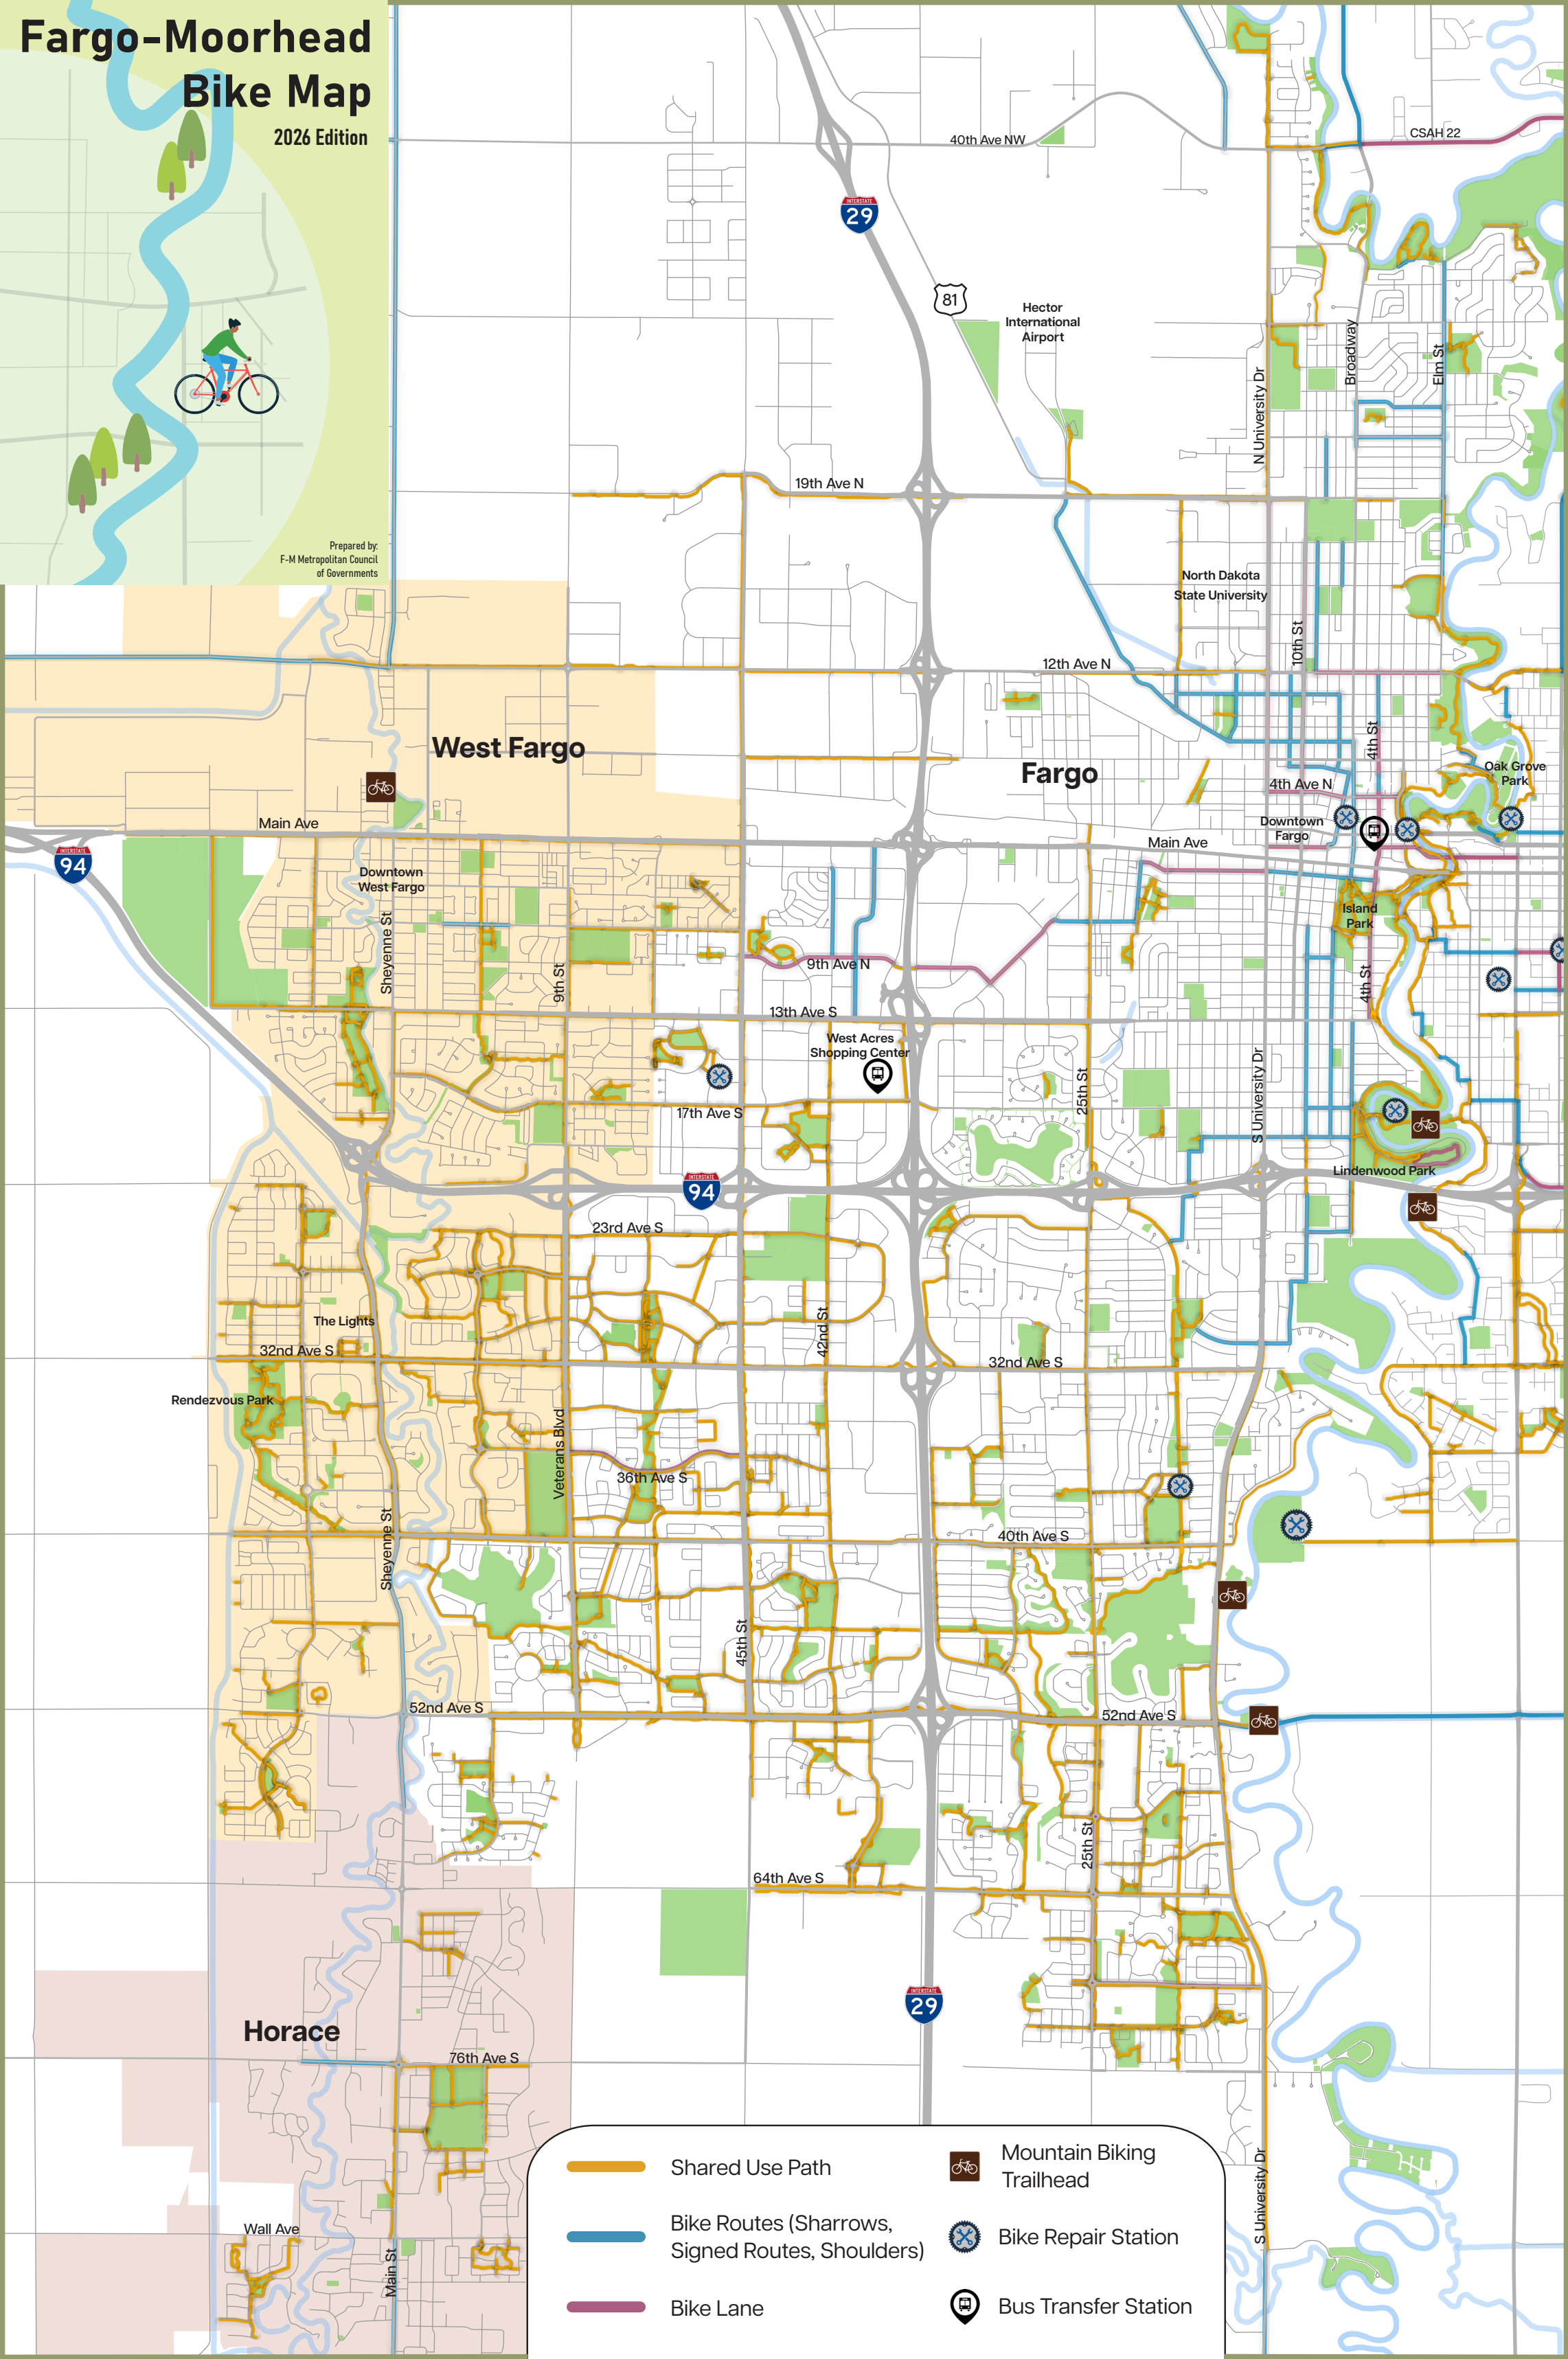 Fargo-Moorhead
Bike Map
2026 Edition
Prepared by:
F-M Metropolitan Council
of Governments
40th Ave NW
CSAH 22
INTERSTATE
29
81
Hector
International
Airport
N University Dr
Broadway
Elm St
19th Ave N
North Dakota
State University
10th St
12th Ave N
West Fargo
Fargo
4th St
Oak Grove
Park
4th Ave N
Main Ave
Downtown
Fargo
Main Ave
INTERSTATE
94
Downtown
West Fargo
Sheyenne St
Island
Park
9th St
9th Ave N
4th St
13th Ave S
West Acres
Shopping Center
25th St
S University Dr
17th Ave S
Lindenwood Park
INTERSTATE
94
23rd Ave S
The Lights
42nd St
32nd Ave S
32nd Ave S
Rendezvous Park
Veterans Blvd
36th Ave S
Sheyenne St
40th Ave S
45th St
52nd Ave S
52nd Ave S
25th St
64th Ave S
INTERSTATE
29
Horace
76th Ave S
Wall Ave
Main St
S University Dr
Shared Use Path
Bike Routes (Sharrows,
Signed Routes, Shoulders)
Bike Lane
Mountain Biking
Trailhead
Bike Repair Station
Bus Transfer Station